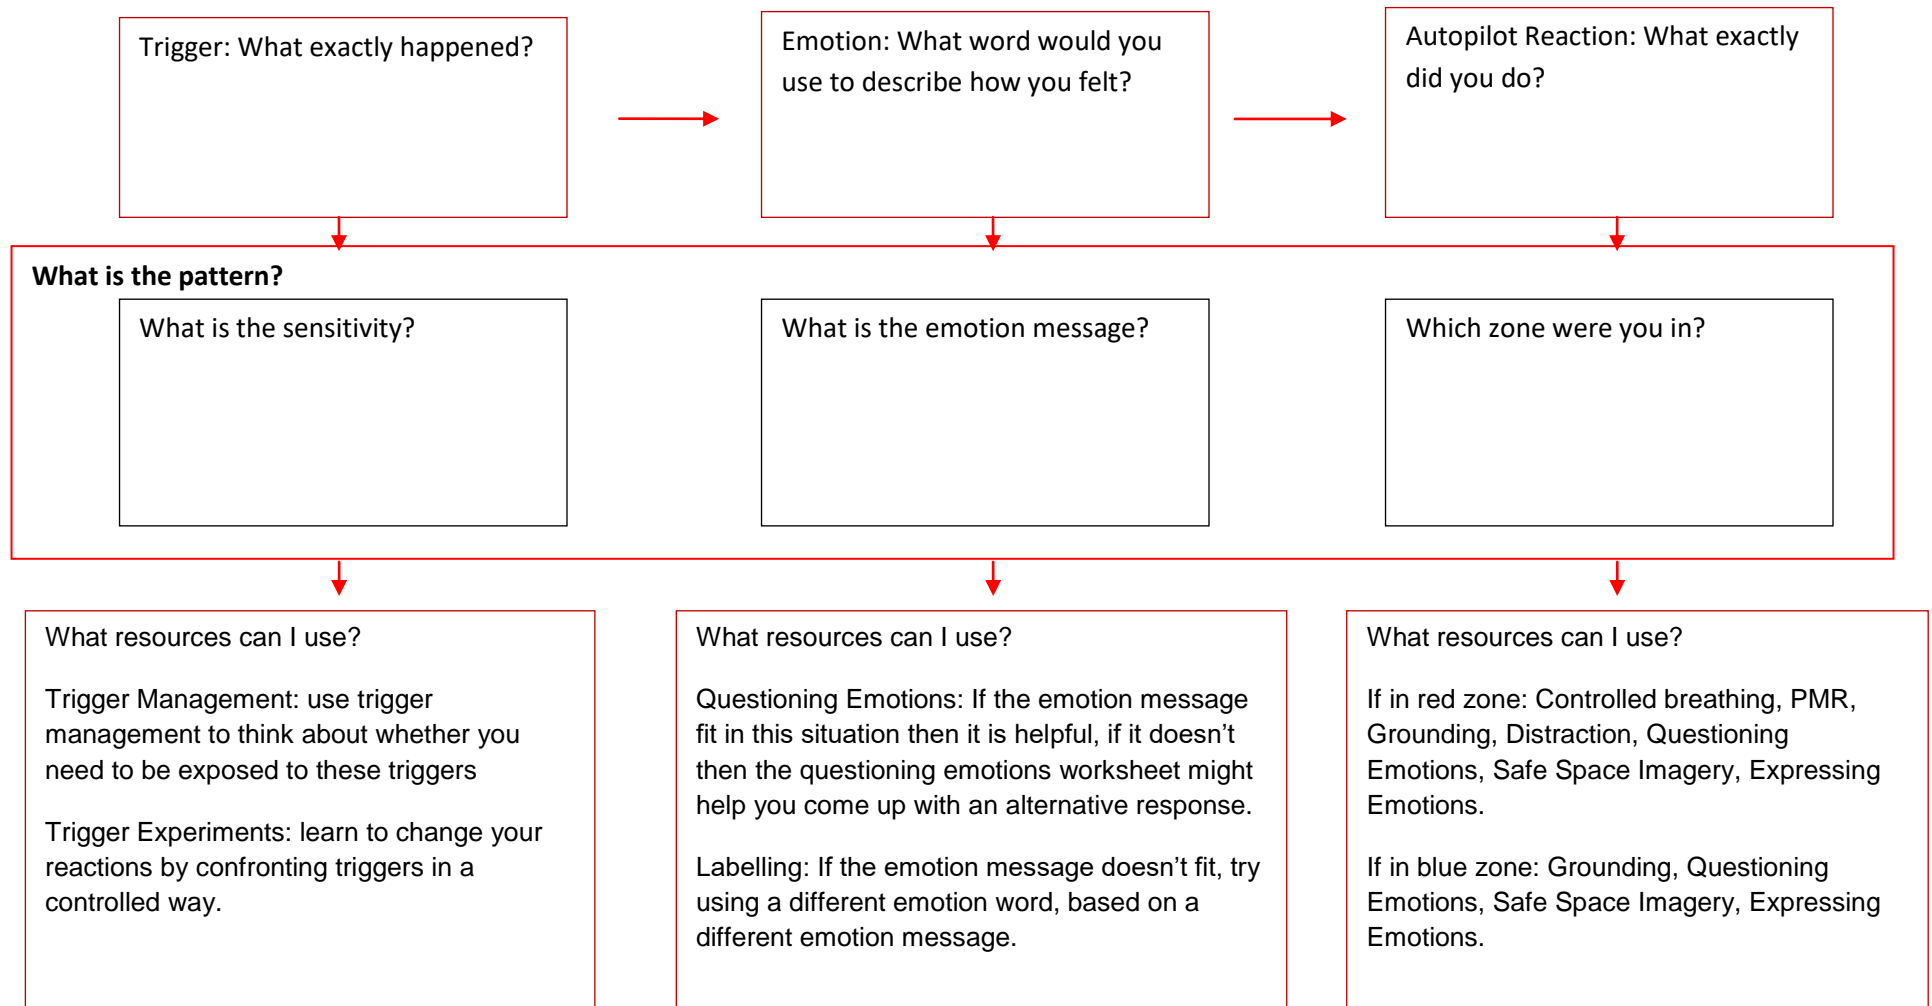 Trigger: What exactly happened?
Emotion: What word would you
use to describe how you felt?
Autopilot Reaction: What exactly
did you do?
What is the pattern?
What is the sensitivity?
What is the emotion message?
Which zone were you in?
What resources can I use?
Trigger Management: use trigger
management to think about whether you
need to be exposed to these triggers
Trigger Experiments: learn to change your
reactions by confronting triggers in a
controlled way.
What resources can I use?
Questioning Emotions: If the emotion message
fit in this situation then it is helpful, if it doesn’t
then the questioning emotions worksheet might
help you come up with an alternative response.
Labelling: If the emotion message doesn’t fit, try
using a different emotion word, based on a
different emotion message.
What resources can I use?
If in red zone: Controlled breathing, PMR,
Grounding, Distraction, Questioning
Emotions, Safe Space Imagery, Expressing
Emotions.
If in blue zone: Grounding, Questioning
Emotions, Safe Space Imagery, Expressing
Emotions.